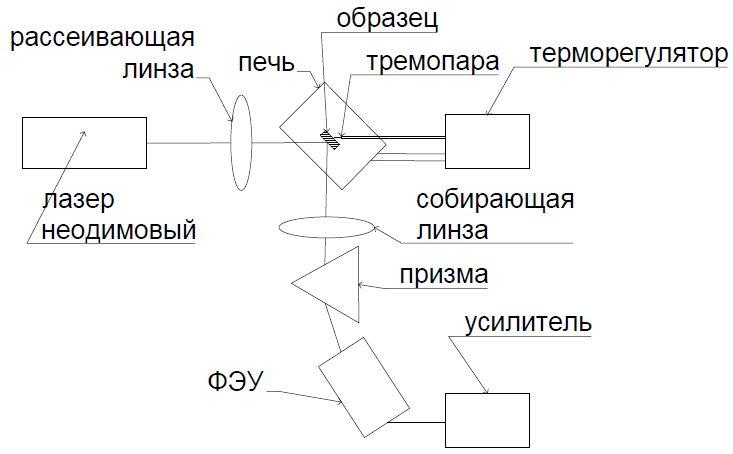 образец
рассеивающая
линза
печь
тремопара
терморегулятор
лазер
неодимовый
собирающая
линза
призма
усилитель
ФЭУ